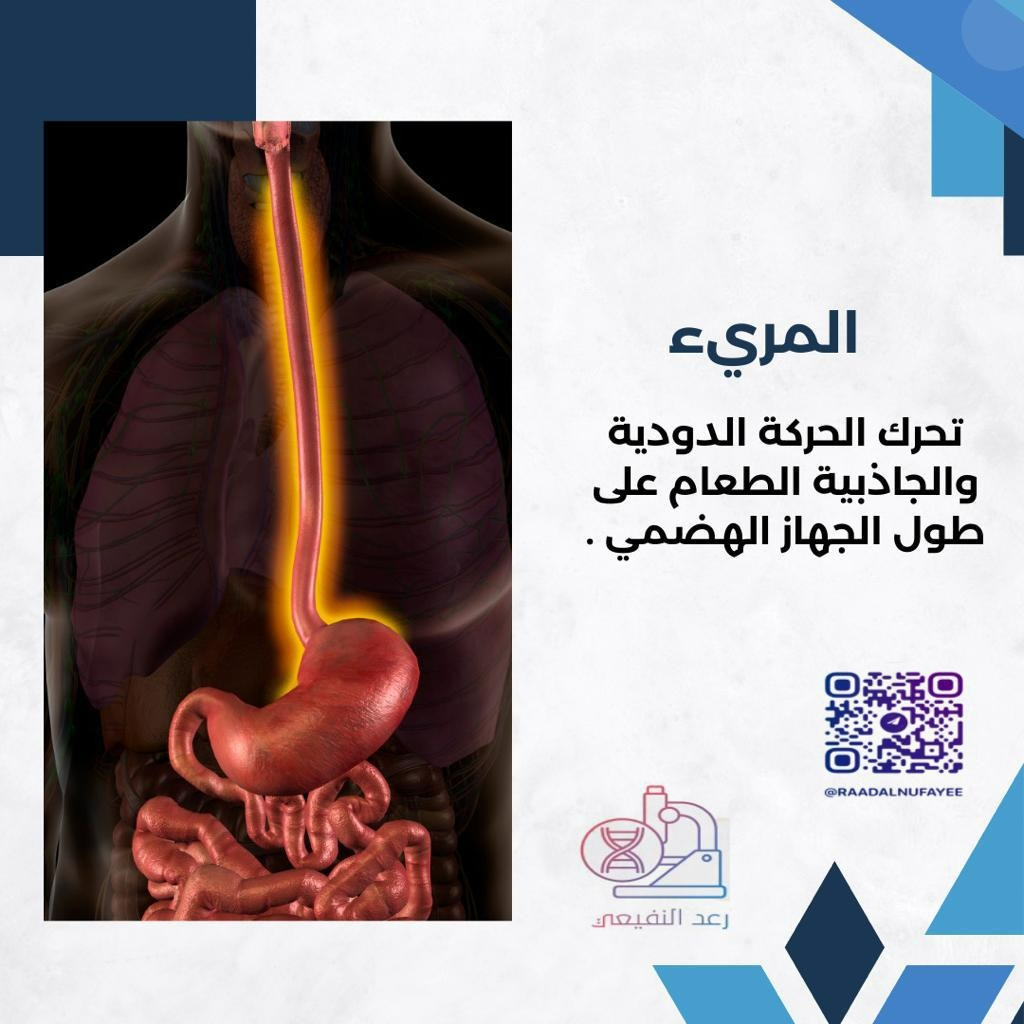 المريء
تحرك الحركة الدودية
والجاذبية الطعام على
طول الجهاز الهضمي .
@RAADALNUFAYEE
رعد النفيعي